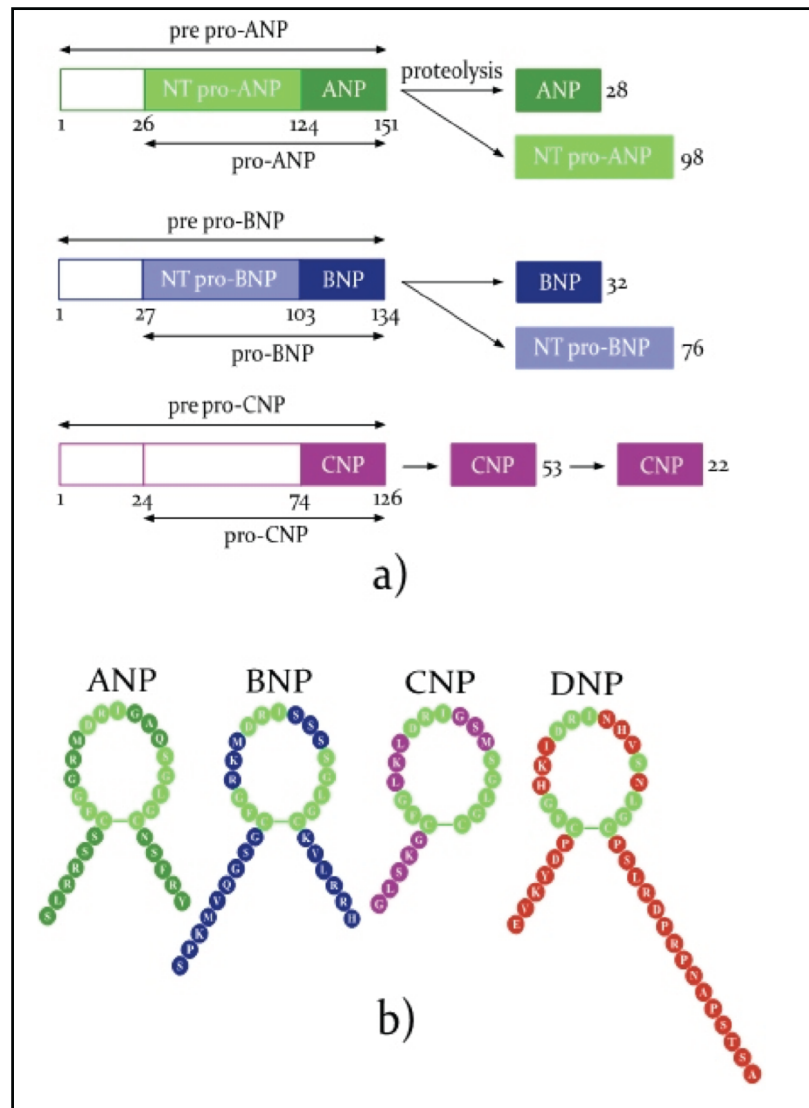 pre pro-ANP
NT pro-ANP ANP
1 26 124 151
pro-ANP
proteolysis
ANP 28
NT pro-ANP 98
pre pro-BNP
NT pro-BNP BNP
1 27 103 134
pro-BNP
BNP 32
NT pro-BNP 76
pre pro-CNP
CNP
1 24 74 126
pro-CNP
CNP 53
CNP 22
a)
ANP
S L R R S S C F G G R M D R I G A Q S G L G C N S F R Y
BNP
S P K M V Q G S G C F G R K M D R I S S S S G L G C K V L R R H
CNP
G L S K G C F G L K L D R I G S M S G L G C
DNP
E V K Y D P C F G H K I D R I N H V S N L G C P S L R D P R P N A P S T S A
b)